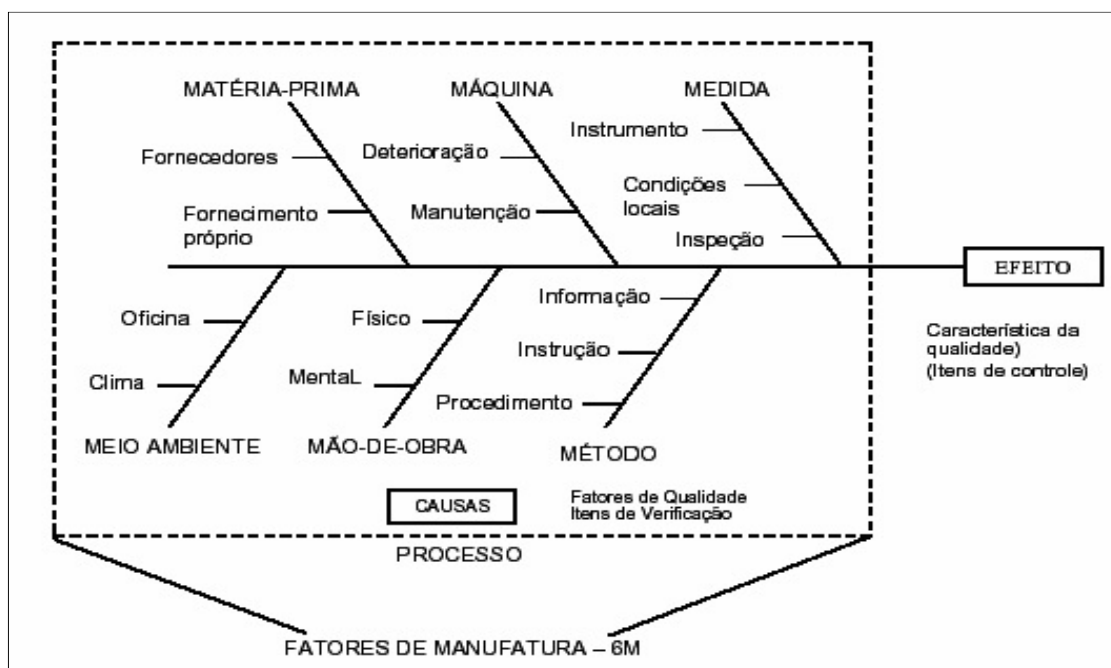 MATÉRIA-PRIMA
MÁQUINA
MEDIDA
Fornecedores
Fornecimento
próprio
Deterioração
Manutenção
Instrumento
Condições
locais
Inspeção
EFEITO
Característica da
qualidade)
(Itens de controle)
Oficina
Clima
MEIO AMBIENTE
Físico
MentaL
MÃO-DE-OBRA
Informação
Instrução
Procedimento
MÉTODO
CAUSAS
Fatores de Qualidade
Itens de Verificação
PROCESSO
FATORES DE MANUFATURA – 6M